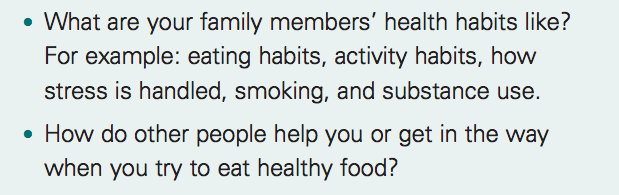 • What are your family members’ health habits like?
For example: eating habits, activity habits, how
stress is handled, smoking, and substance use.
• How do other people help you or get in the way
when you try to eat healthy food?